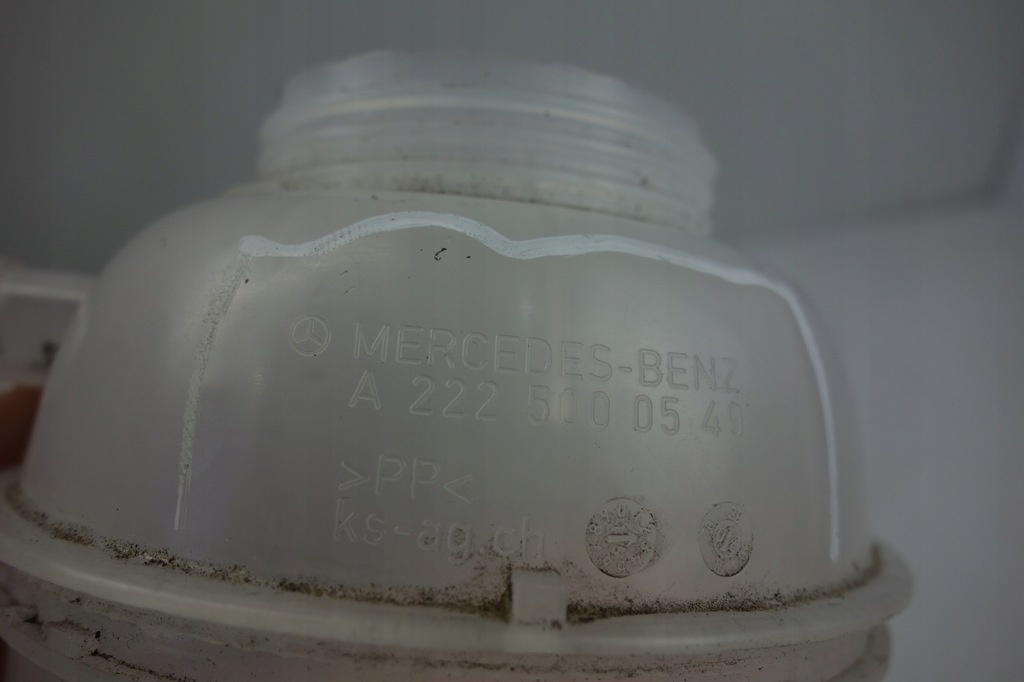 MERCEDES-BENZ
A 222 500 05 49
>PP<
ks-ag.ch